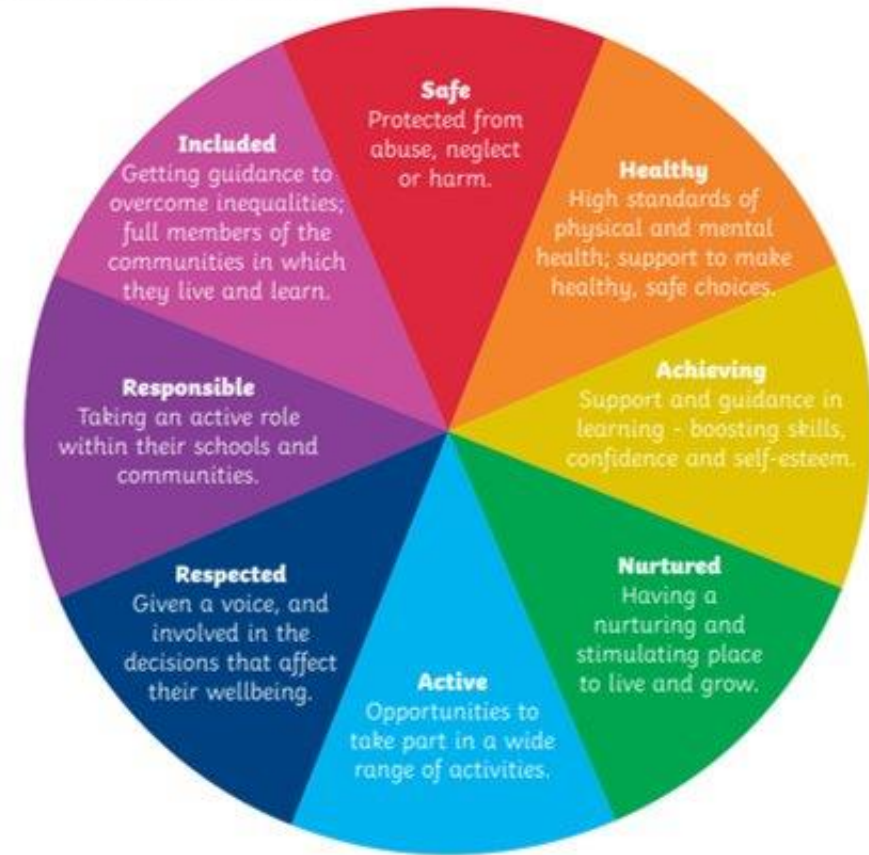 Safe
Protected from
abuse, neglect
or harm.
Healthy
High standards of
physical and mental
health; support to make
healthy, safe choices.
Achieving
Support and guidance in
learning - boosting skills,
confidence and self-esteem.
Nurtured
Having a
nurturing and
stimulating place
to live and grow.
Active
Opportunities to
take part in a wide
range of activities.
Respected
Given a voice, and
involved in the
decisions that affect
their wellbeing.
Responsible
Taking an active role
within their schools and
communities.
Included
Getting guidance to
overcome inequalities;
full members of the
communities in which
they live and learn.